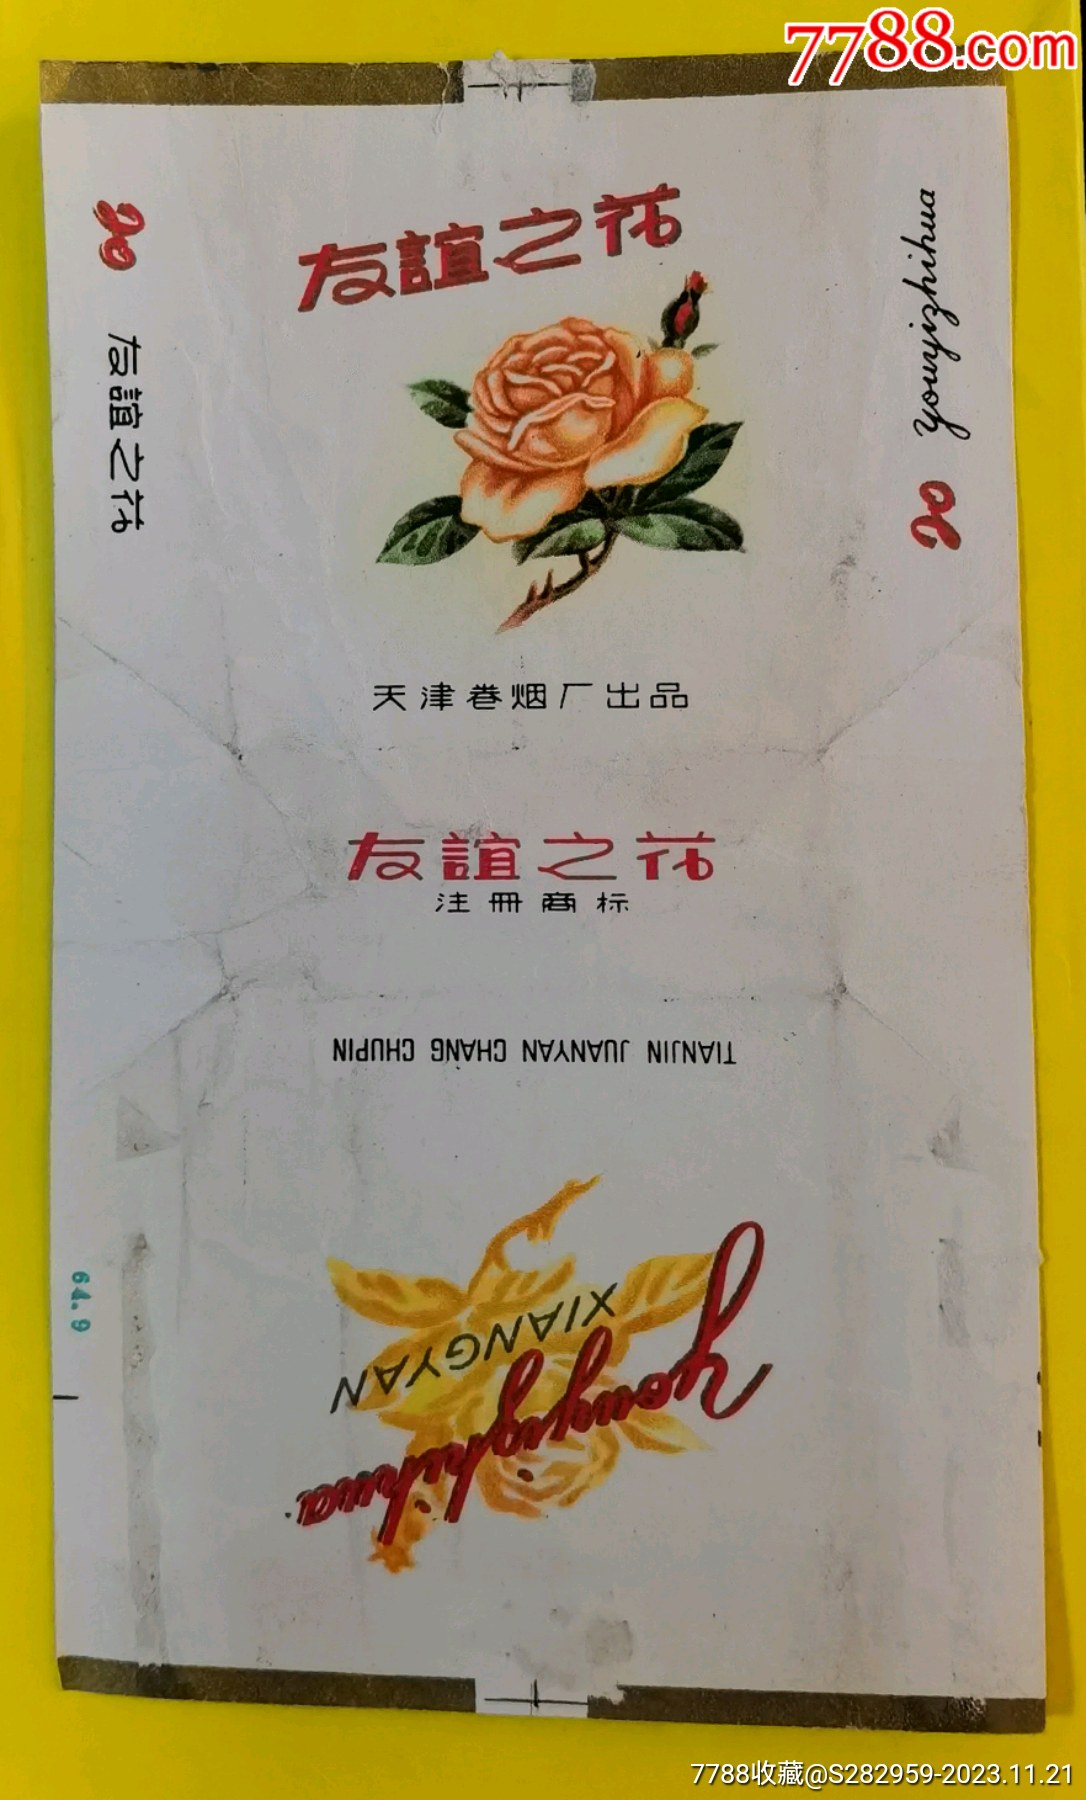 7788.com
友誼之花
20
友誼之花
youyizhihua
20
天津卷烟厂出品
友誼之花
注冊商标
TIANJIN JUANYAN CHANG CHUPIN
64.9
youyizhihua
XIANGYAN
7788收藏@S282959-2023.11.21